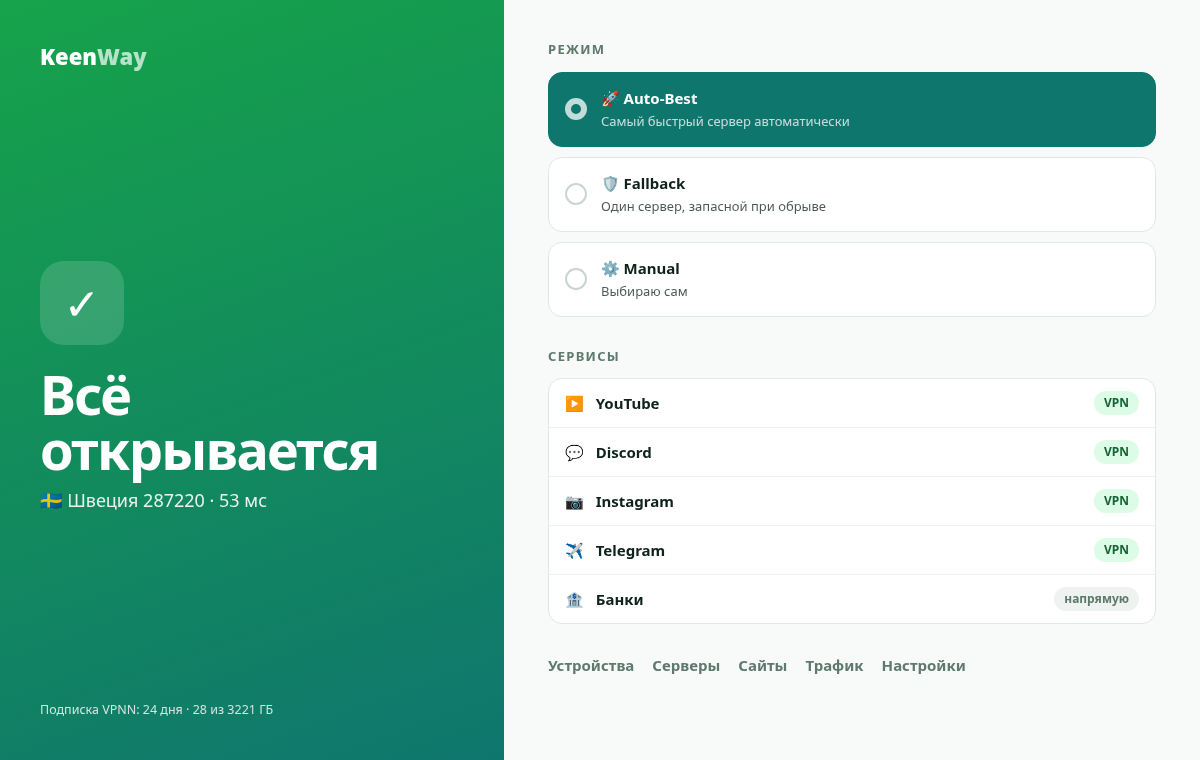 KeenWay
✓
Всё
открывается
🇸🇪 Швеция 287220 · 53 мс
Подписка VPNN: 24 дня · 28 из 3221 ГБ
РЕЖИМ
🚀 Auto-Best
Самый быстрый сервер автоматически
🛡️ Fallback
Один сервер, запасной при обрыве
⚙️ Manual
Выбираю сам
СЕРВИСЫ
▶️ YouTube VPN
💬 Discord VPN
📷 Instagram VPN
✈️ Telegram VPN
🏦 Банки напрямую
Устройства Серверы Сайты Трафик Настройки